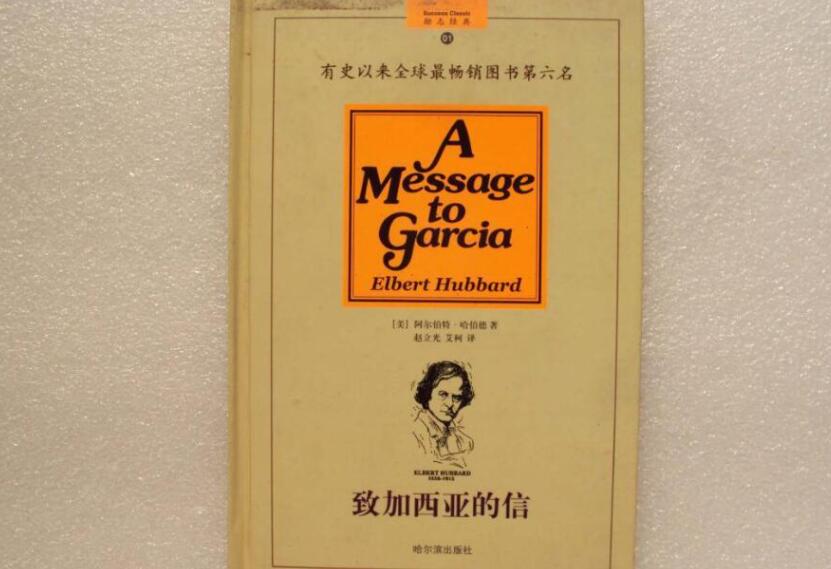 Success Classic
励志经典
01
有史以来全球最畅销图书第六名
A
Message
to
Garcia
Elbert Hubbard
[美] 阿尔伯特·哈伯德 著
赵立光 艾柯 译
ELBERT HUBBARD
1856-1915
致加西亚的信
哈尔滨出版社